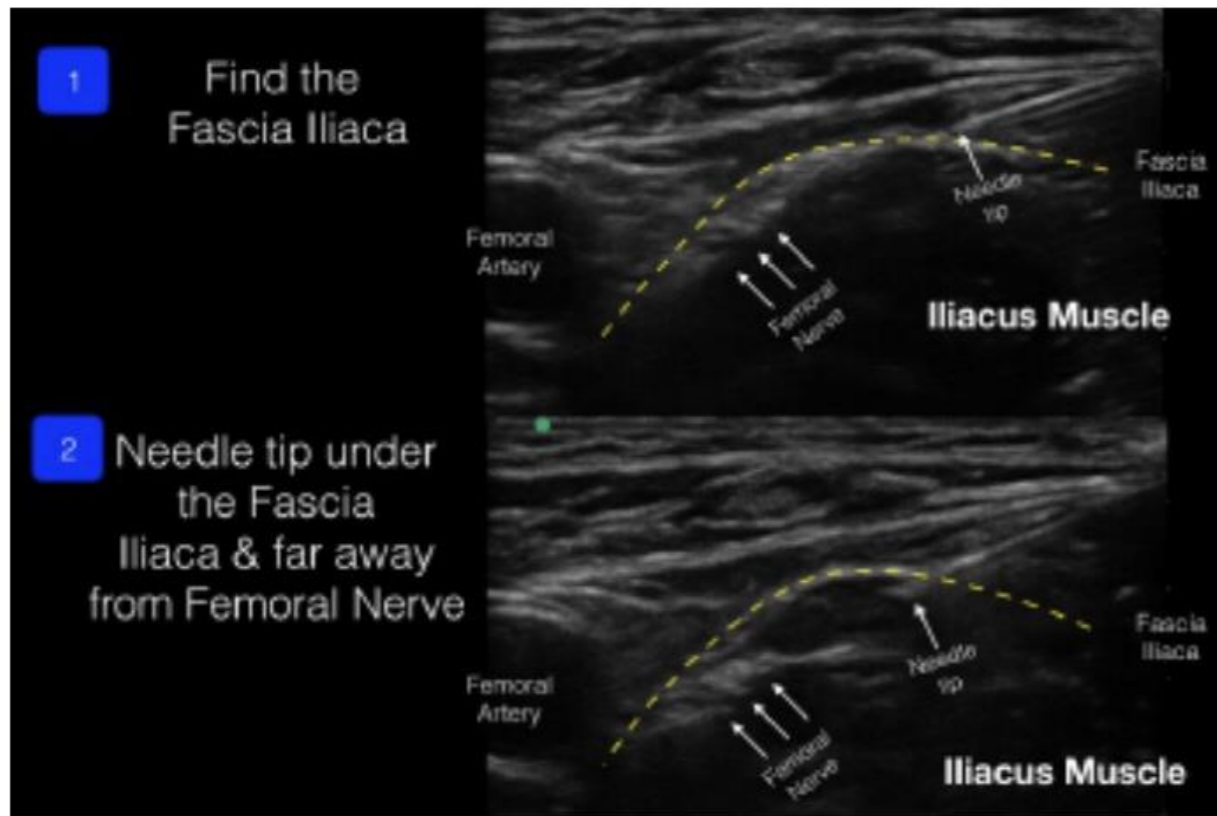 1
Find the
Fascia Iliaca
Fascia
Iliaca
Needle
tip
Femoral
Artery
Femoral
Nerve
Iliacus Muscle
2
Needle tip under
the Fascia
Iliaca & far away
from Femoral Nerve
Fascia
Iliaca
Needle
tip
Femoral
Artery
Femoral
Nerve
Iliacus Muscle